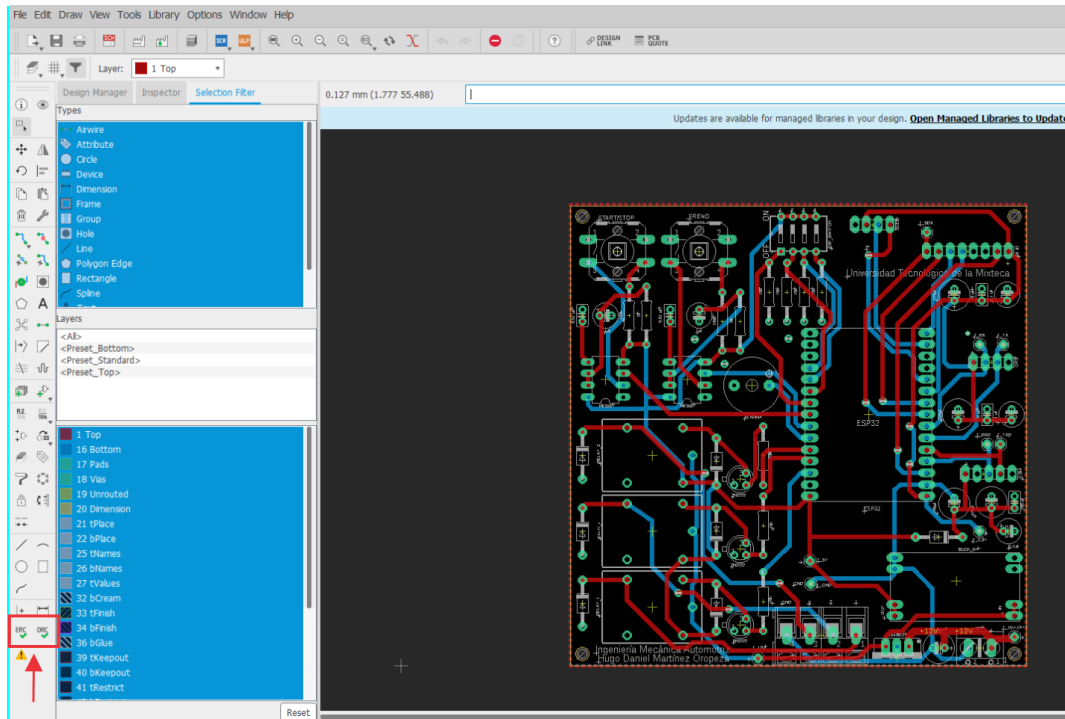 File Edit Draw View Tools Library Options Window Help
SCH
SCR ULP
DESIGN LINK
PCB QUOTE
Layer: 1 Top
Design Manager Inspector Selection Filter
0.127 mm (1.777 55.488)
Updates are available for managed libraries in your design. Open Managed Libraries to Update
Types
Airwire
Attribute
Circle
Device
Dimension
Frame
Group
Hole
Line
Polygon Edge
Rectangle
Spline
Layers
<All>
<Preset_Bottom>
<Preset_Standard>
<Preset_Top>
1 Top
16 Bottom
17 Pads
18 Vias
19 Unrouted
20 Dimension
21 tPlace
22 bPlace
25 tNames
26 bNames
27 tValues
32 bCream
33 tFinish
34 bFinish
36 bGlue
39 tKeepout
40 bKeepout
41 tRestrict
Reset
ERC DRC
START/STOP
FRENO
ON
OFF
Universidad Tecnológica de la Mixteca
ESP32
ESP32
+12V +12V
Ingeniería Mecánica Automotriz
Hugo Daniel Martínez Oropeza